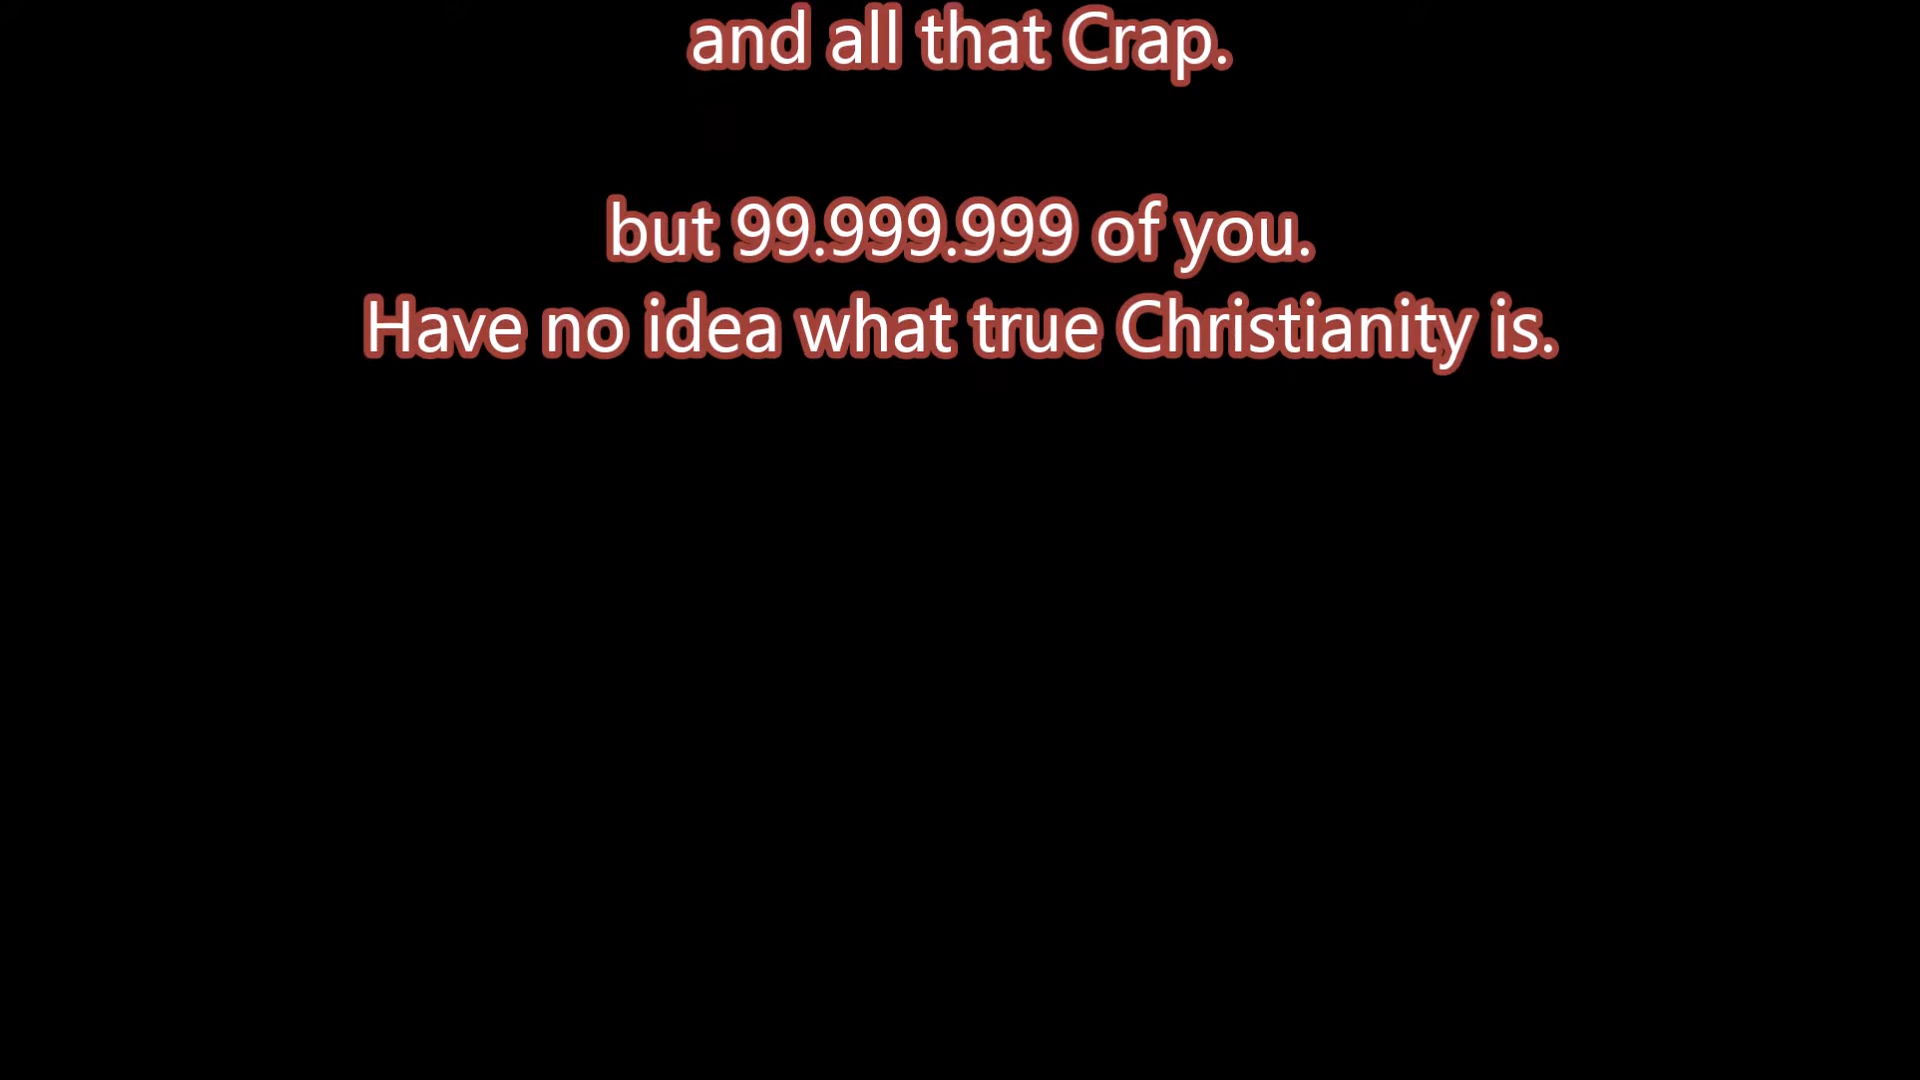 and all that Crap.
but 99.999.999 of you.
Have no idea what true Christianity is.